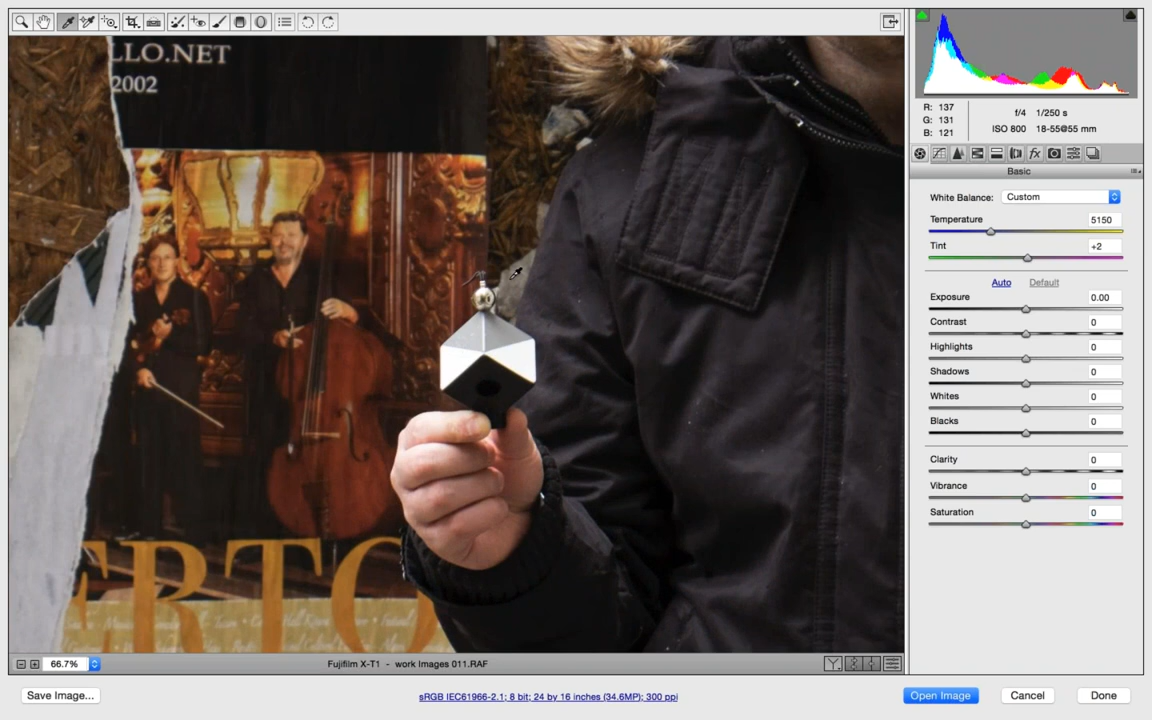 LLO.NET
2002
ERTO
R: 137
G: 131
B: 121
f/4 1/250 s
ISO 800 18-55@55 mm
fx
Basic
White Balance: Custom
Temperature 5150
Tint +2
Auto Default
Exposure 0.00
Contrast 0
Highlights 0
Shadows 0
Whites 0
Blacks 0
Clarity 0
Vibrance 0
Saturation 0
66.7%
Fujifilm X-T1 - work Images 011.RAF
Y
Save Image...
sRGB IEC61966-2.1; 8 bit; 24 by 16 inches (34.6MP); 300 ppi
Open Image
Cancel
Done